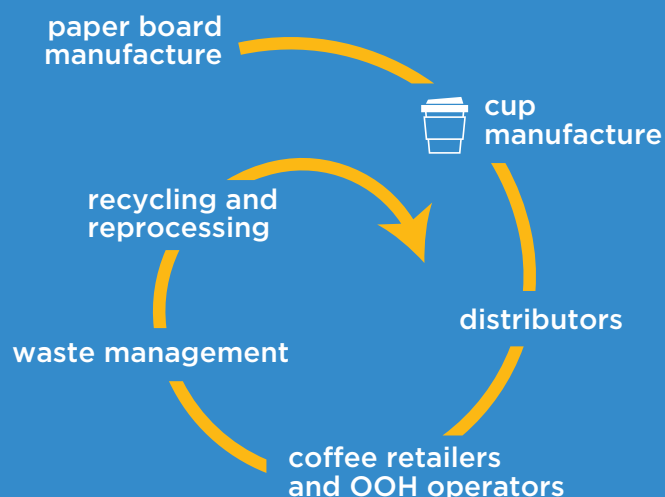 paper board
manufacture
cup
manufacture
recycling and
reprocessing
distributors
waste management
coffee retailers
and OOH operators